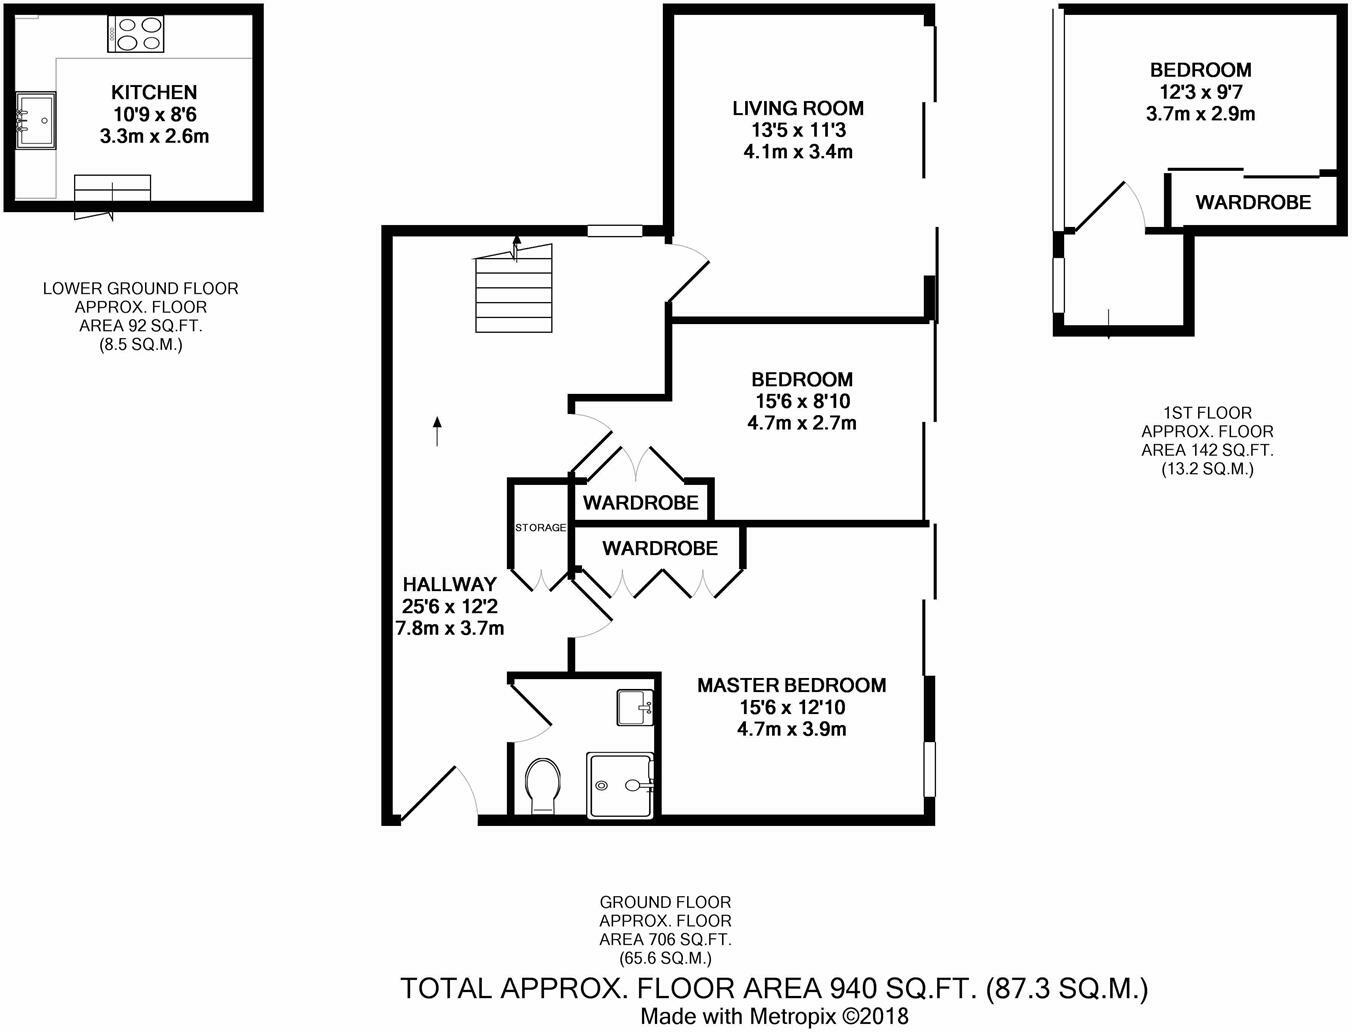 KITCHEN
10'9 x 8'6
3.3m x 2.6m
LOWER GROUND FLOOR
APPROX. FLOOR
AREA 92 SQ.FT.
(8.5 SQ.M.)
LIVING ROOM
13'5 x 11'3
4.1m x 3.4m
BEDROOM
15'6 x 8'10
4.7m x 2.7m
WARDROBE
STORAGE
WARDROBE
HALLWAY
25'6 x 12'2
7.8m x 3.7m
MASTER BEDROOM
15'6 x 12'10
4.7m x 3.9m
GROUND FLOOR
APPROX. FLOOR
AREA 706 SQ.FT.
(65.6 SQ.M.)
BEDROOM
12'3 x 9'7
3.7m x 2.9m
WARDROBE
1ST FLOOR
APPROX. FLOOR
AREA 142 SQ.FT.
(13.2 SQ.M.)
TOTAL APPROX. FLOOR AREA 940 SQ.FT. (87.3 SQ.M.)
Made with Metropix ©2018